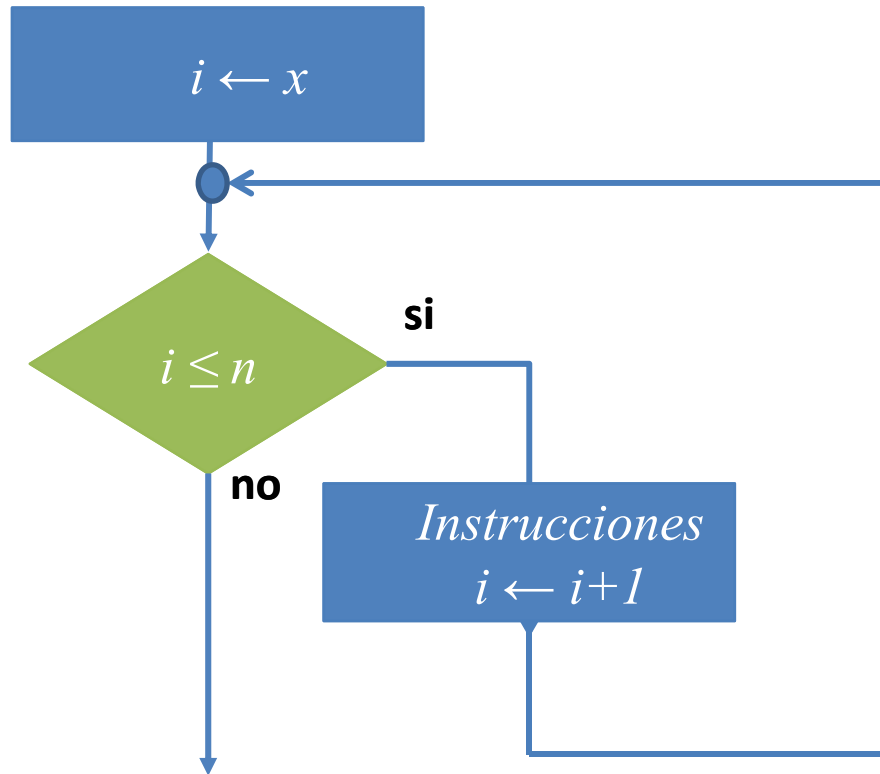 i ← x
si
i ≤ n
no
Instrucciones
i ← i+1